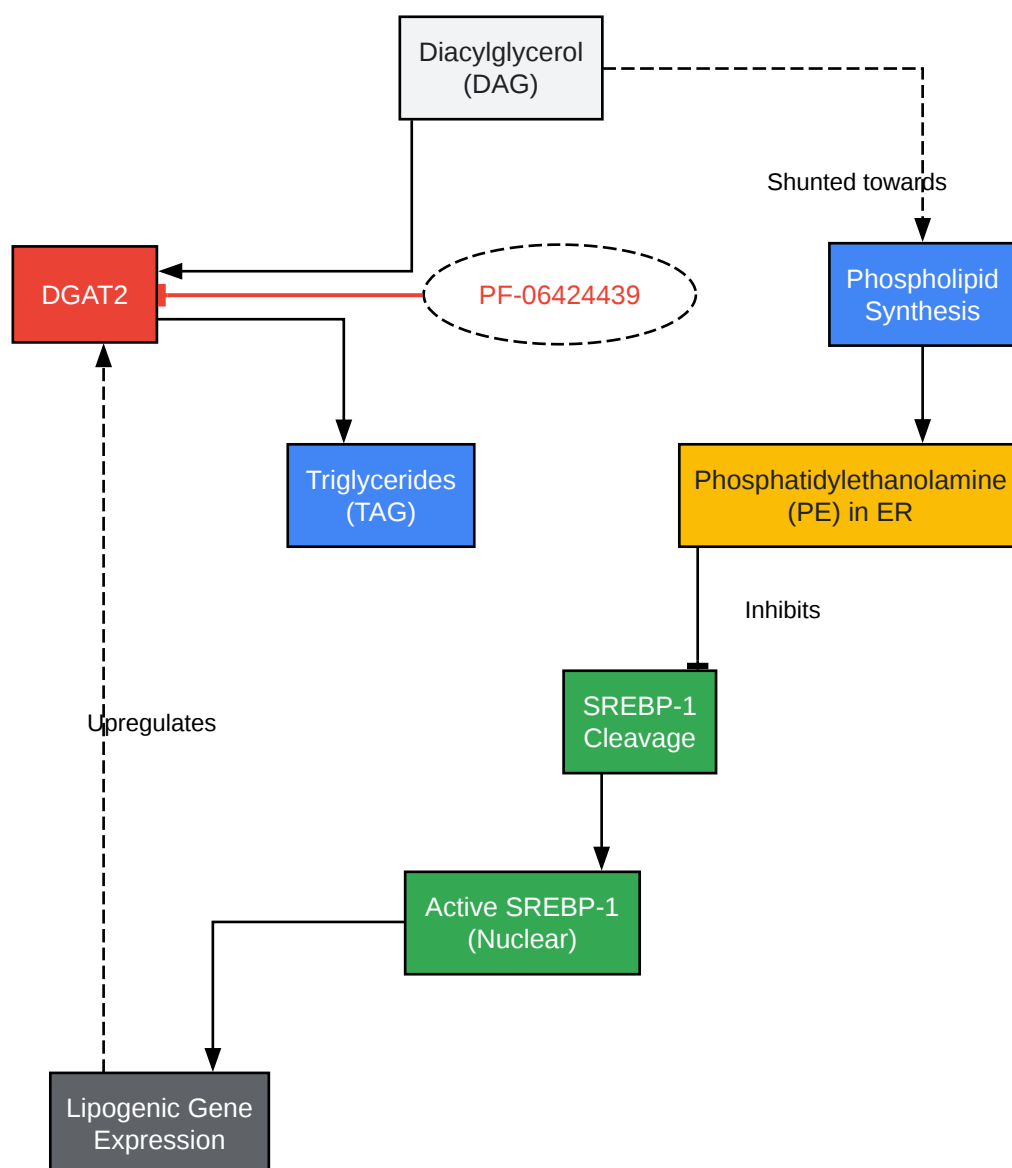 Diacylglycerol
(DAG)
Shunted towards
DGAT2
PF-06424439
Phospholipid
Synthesis
Triglycerides
(TAG)
Phosphatidylethanolamine
(PE) in ER
Inhibits
SREBP-1
Cleavage
Upregulates
Active SREBP-1
(Nuclear)
Lipogenic Gene
Expression